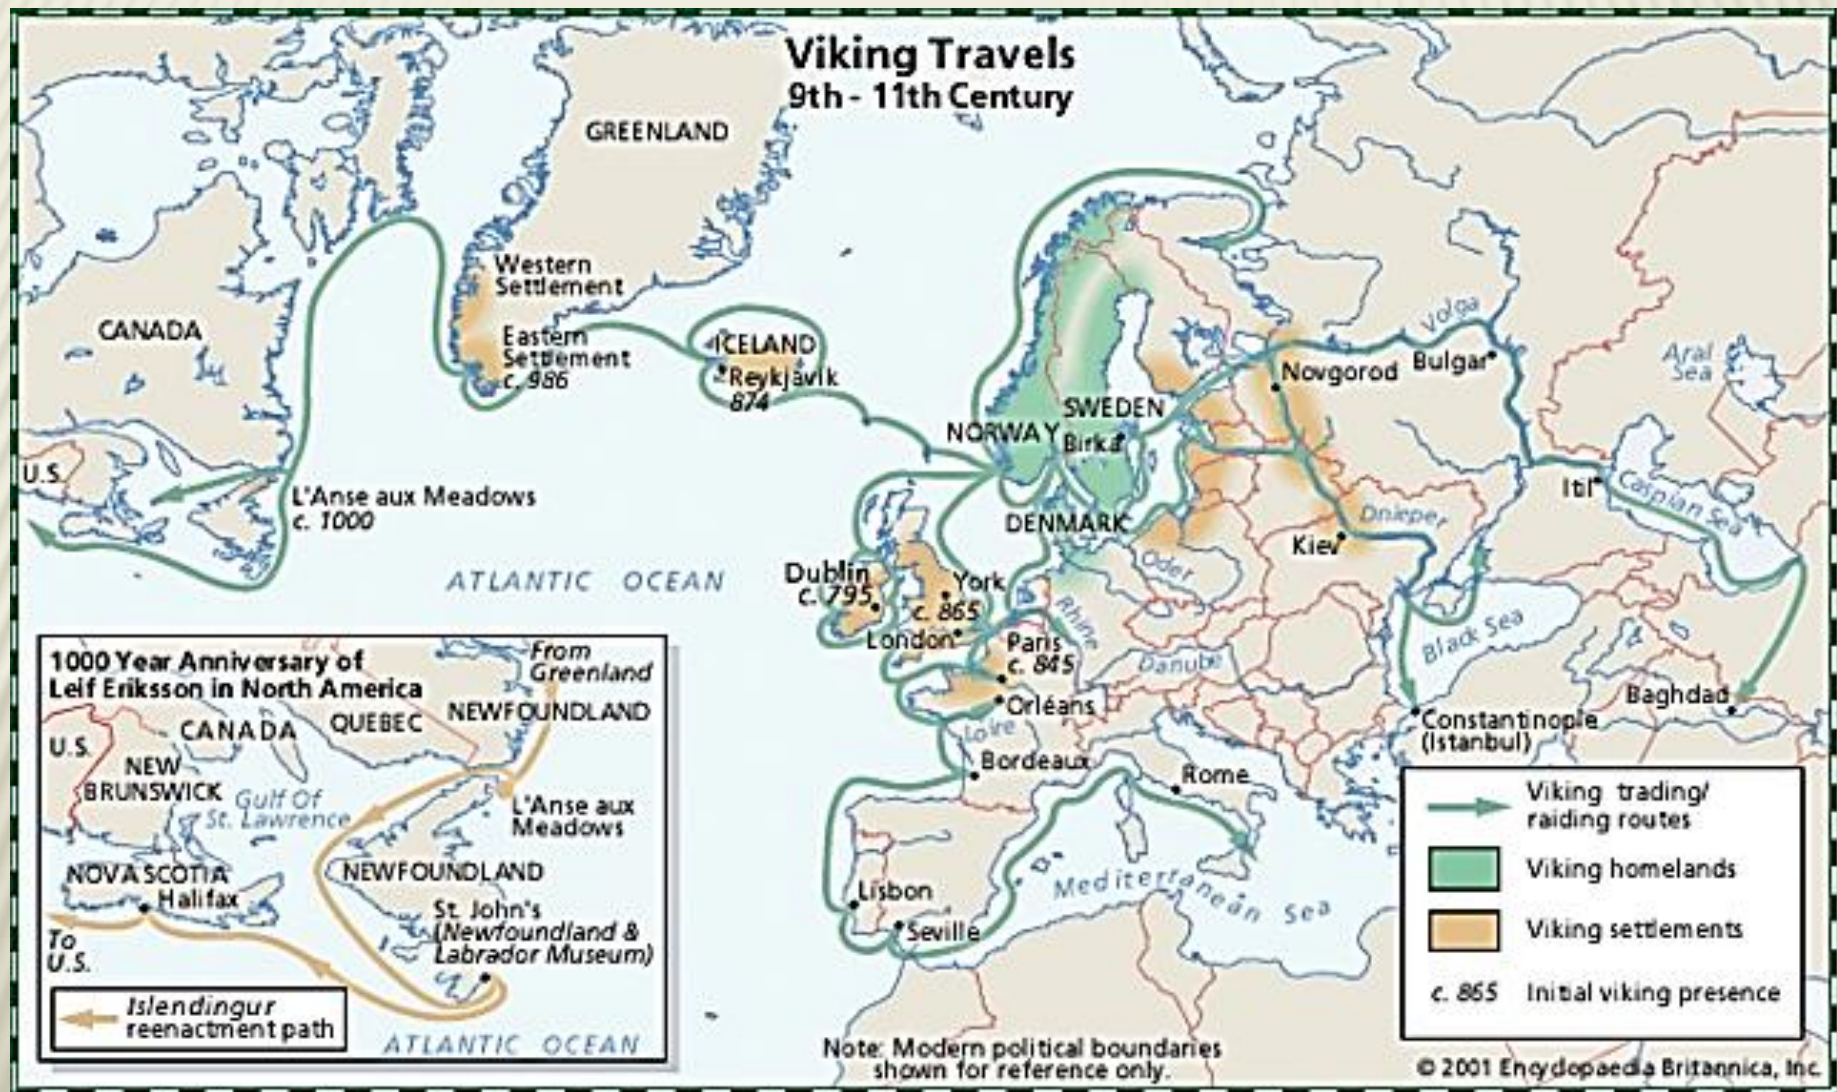 Viking Travels
9th - 11th Century
GREENLAND
Western
Settlement
Eastern
Settlement
c. 986
CANADA
ICELAND
Reykjavík
874
U.S.
L'Anse aux Meadows
c. 1000
ATLANTIC OCEAN
NORWAY
SWEDEN
Birka
DENMARK
Novgorod
Volga
Bulgar
Aral
Sea
Itil
Caspian Sea
Dnieper
Kiev
Oder
Rhine
Danube
Black Sea
Dublin
c. 795
York
c. 865
London
Paris
c. 845
Orléans
Loire
Bordeaux
Rome
Lisbon
Seville
Mediterranean Sea
Constantinople
(Istanbul)
Baghdad
1000 Year Anniversary of
Leif Eriksson in North America
From
Greenland
CANADA
QUEBEC
NEWFOUNDLAND
U.S.
NEW
BRUNSWICK
Gulf Of
St. Lawrence
L'Anse aux
Meadows
NOVA SCOTIA
Halifax
NEWFOUNDLAND
St. John's
(Newfoundland &
Labrador Museum)
To
U.S.
Islendingur
reenactment path
ATLANTIC OCEAN
Viking trading/
raiding routes
Viking homelands
Viking settlements
c. 865 Initial viking presence
Note: Modern political boundaries
shown for reference only.
© 2001 Encyclopaedia Britannica, Inc.